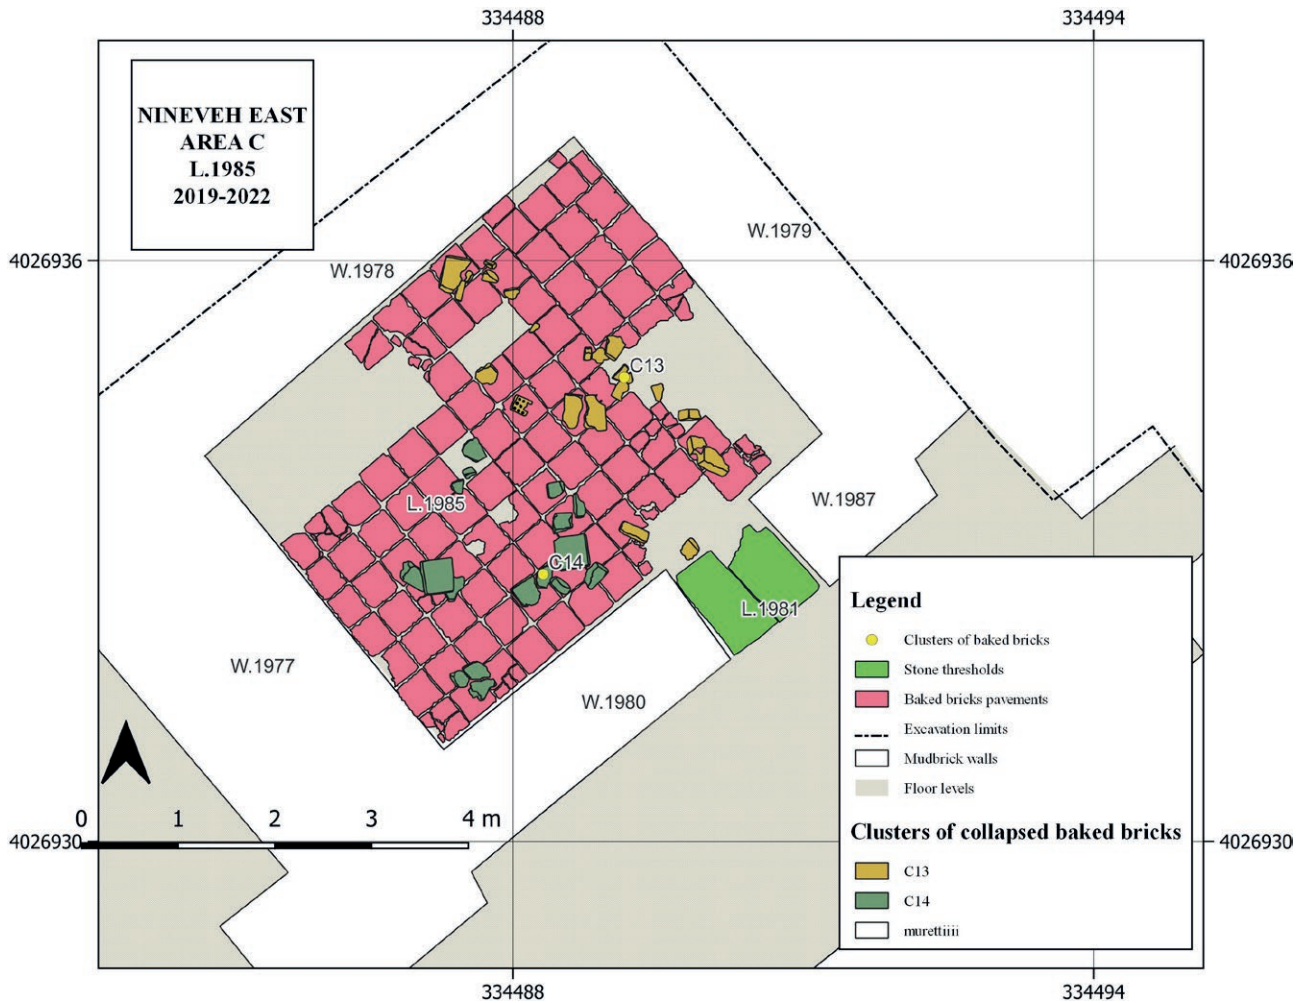 334488
334494
NINEVEH EAST
AREA C
L.1985
2019-2022
W.1979
4026936
4026936
W.1978
C13
L.1985
W.1987
C14
L.1981
W.1977
W.1980
Legend
Clusters of baked bricks
Stone thresholds
Baked bricks pavements
Excavation limits
Mudbrick walls
Floor levels
Clusters of collapsed baked bricks
C13
C14
murettiiii
0 1 2 3 4 m
4026930
4026930
334488
334494